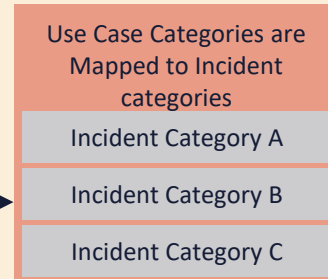 Use Case Categories are
Mapped to Incident
categories
Incident Category A
Incident Category B
Incident Category C